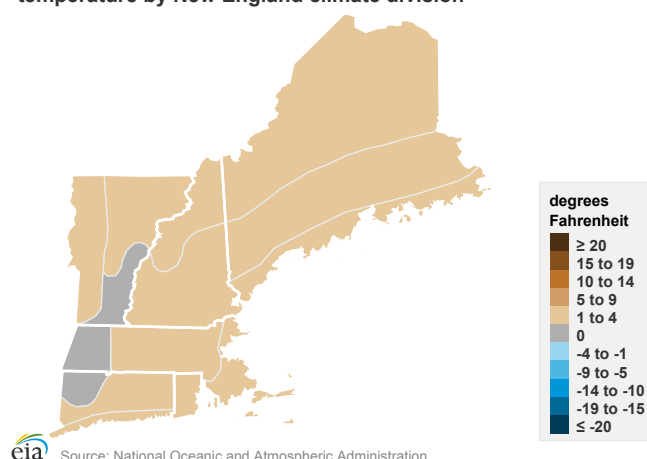 temperature by New England climate division
degrees
Fahrenheit
≥ 20
15 to 19
10 to 14
5 to 9
1 to 4
0
-4 to -1
-9 to -5
-14 to -10
-19 to -15
≤ -20
eia
Source: National Oceanic and Atmospheric Administration